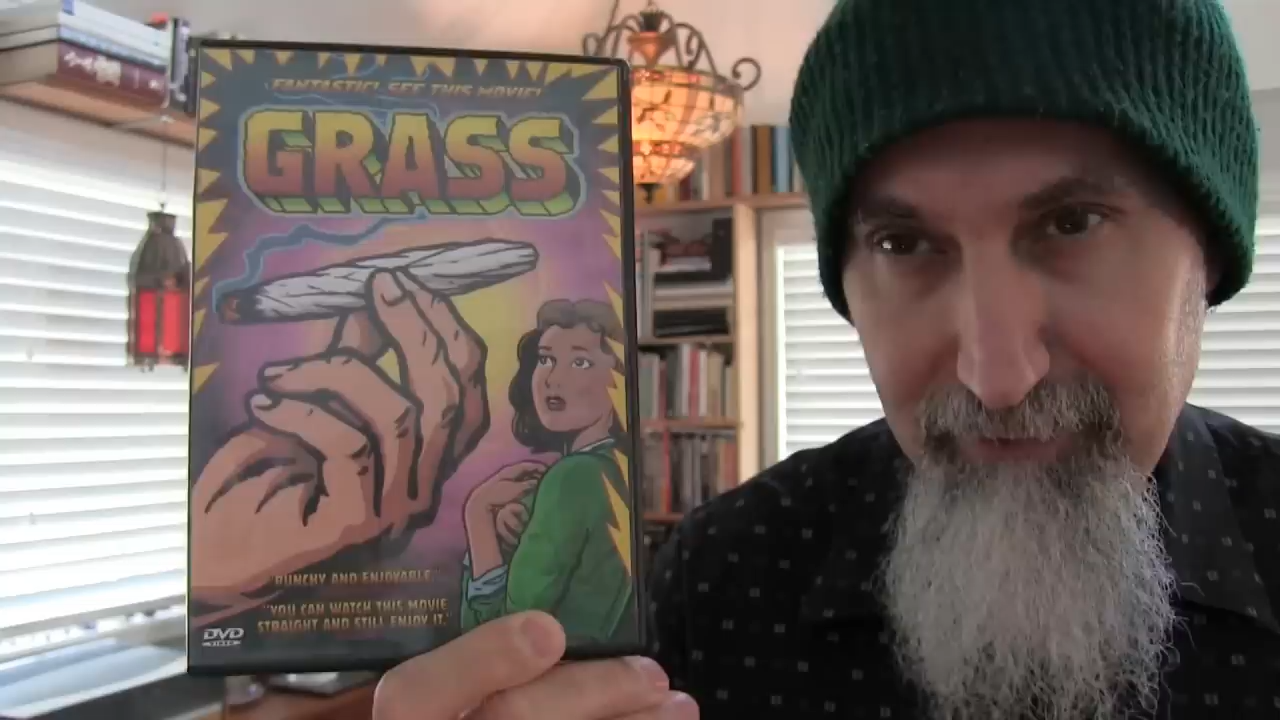 FANTASTIC! SEE THIS MOVIE!
GRASS
"PUNCHY AND ENJOYABLE."
"YOU CAN WATCH THIS MOVIE
STRAIGHT AND STILL ENJOY IT."
DVD
VIDEO